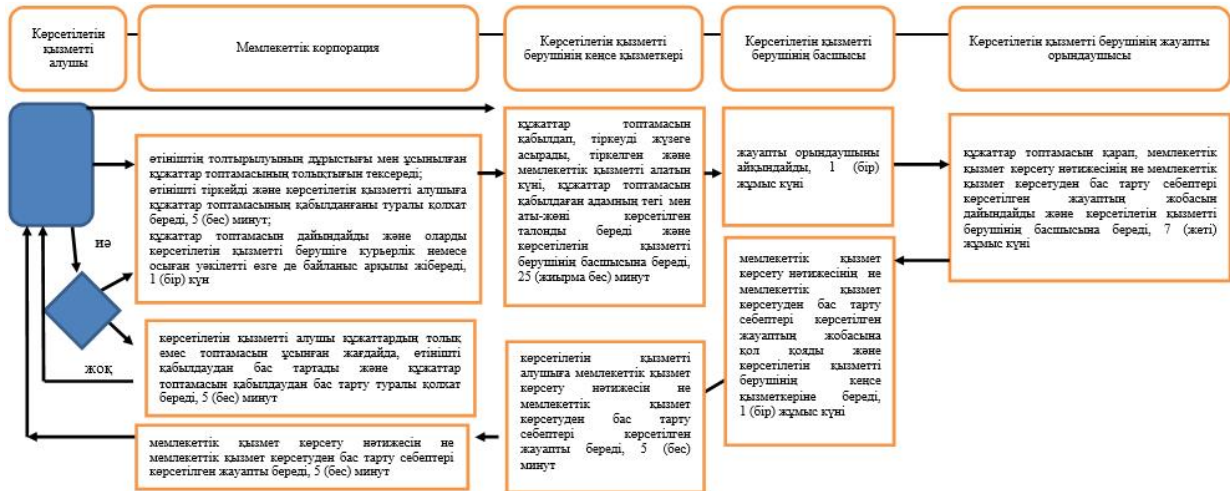 Көрсетілетін
қызметті
алушы
Мемлекеттік корпорация
Көрсетілетін қызметті
берушінің кеңсе қызметкері
Көрсетілетін қызметті
берушінің басшысы
Көрсетілетін қызметті берушінің жауапты
орындаушысы
өтініштің толтырылуының дұрыстығы мен ұсынылған
құжаттар топтамасының толықтығын тексереді;
өтінішті тіркейді және көрсетілетін қызметті алушыға
құжаттар топтамасының қабылданғаны туралы қолхат
береді, 5 (бес) минут;
құжаттар топтамасын дайындайды және оларды
көрсетілетін қызметті берушіге курьерлік немесе
осыған уәкілетті өзге де байланыс арқылы жібереді,
1 (бір) күн
құжаттар топтамасын
қабылдап, тіркеуді жүзеге
асырады, тіркелген және
мемлекеттік қызметті алатын
күні, құжаттар топтамасын
қабылдаған адамның тегі мен
аты-жөні көрсетілген
талонды береді және
көрсетілетін қызметті
берушінің басшысына береді,
25 (жиырма бес) минут
жауапты орындаушыны
айқындайды, 1 (бір)
жұмыс күні
құжаттар топтамасын қарап, мемлекеттік
қызмет көрсету нәтижесінің не мемлекеттік
қызмет көрсетуден бас тарту себептері
көрсетілген жауаптың жобасын
дайындайды және көрсетілетін қызметті
берушінің басшысына береді, 7 (жеті)
жұмыс күні
иә
жоқ
көрсетілетін қызметті алушы құжаттардың толық
емес топтамасын ұсынған жағдайда, өтінішті
қабылдаудан бас тартады және құжаттар
топтамасын қабылдаудан бас тарту туралы қолхат
береді, 5 (бес) минут
мемлекеттік қызмет
көрсету нәтижесінің не
мемлекеттік қызмет
көрсетуден бас тарту
себептері көрсетілген
жауаптың жобасына
қол қояды және
көрсетілетін қызметті
берушінің кеңсе
қызметкеріне береді,
1 (бір) жұмыс күні
көрсетілетін қызметті
алушыға мемлекеттік қызмет
көрсету нәтижесін не
мемлекеттік қызмет
көрсетуден бас тарту
себептері көрсетілген
жауапты береді, 5 (бес)
минут
мемлекеттік қызмет көрсету нәтижесін не
мемлекеттік қызмет көрсетуден бас тарту себептері
көрсетілген жауапты береді, 5 (бес) минут